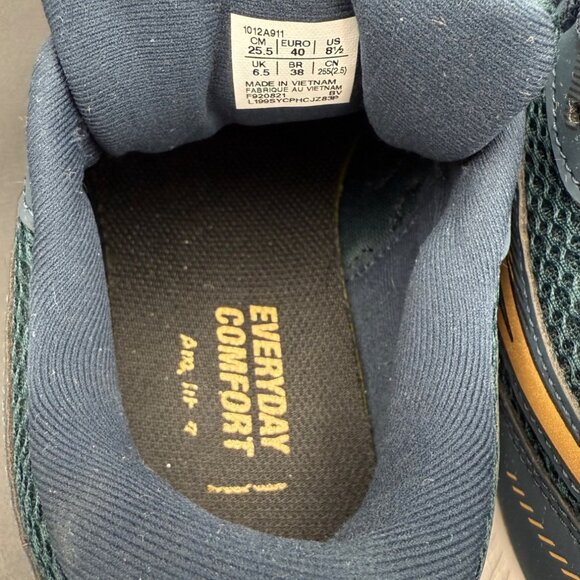 1012A911
CM EURO US
25.5 40 8½
UK BR CN
6.5 38 255(2.5)
MADE IN VIETNAM
FABRIQUE AU VIETNAM
F920821 BV
L199SYCPHCJZ83P
EVERYDAY
COMFORT